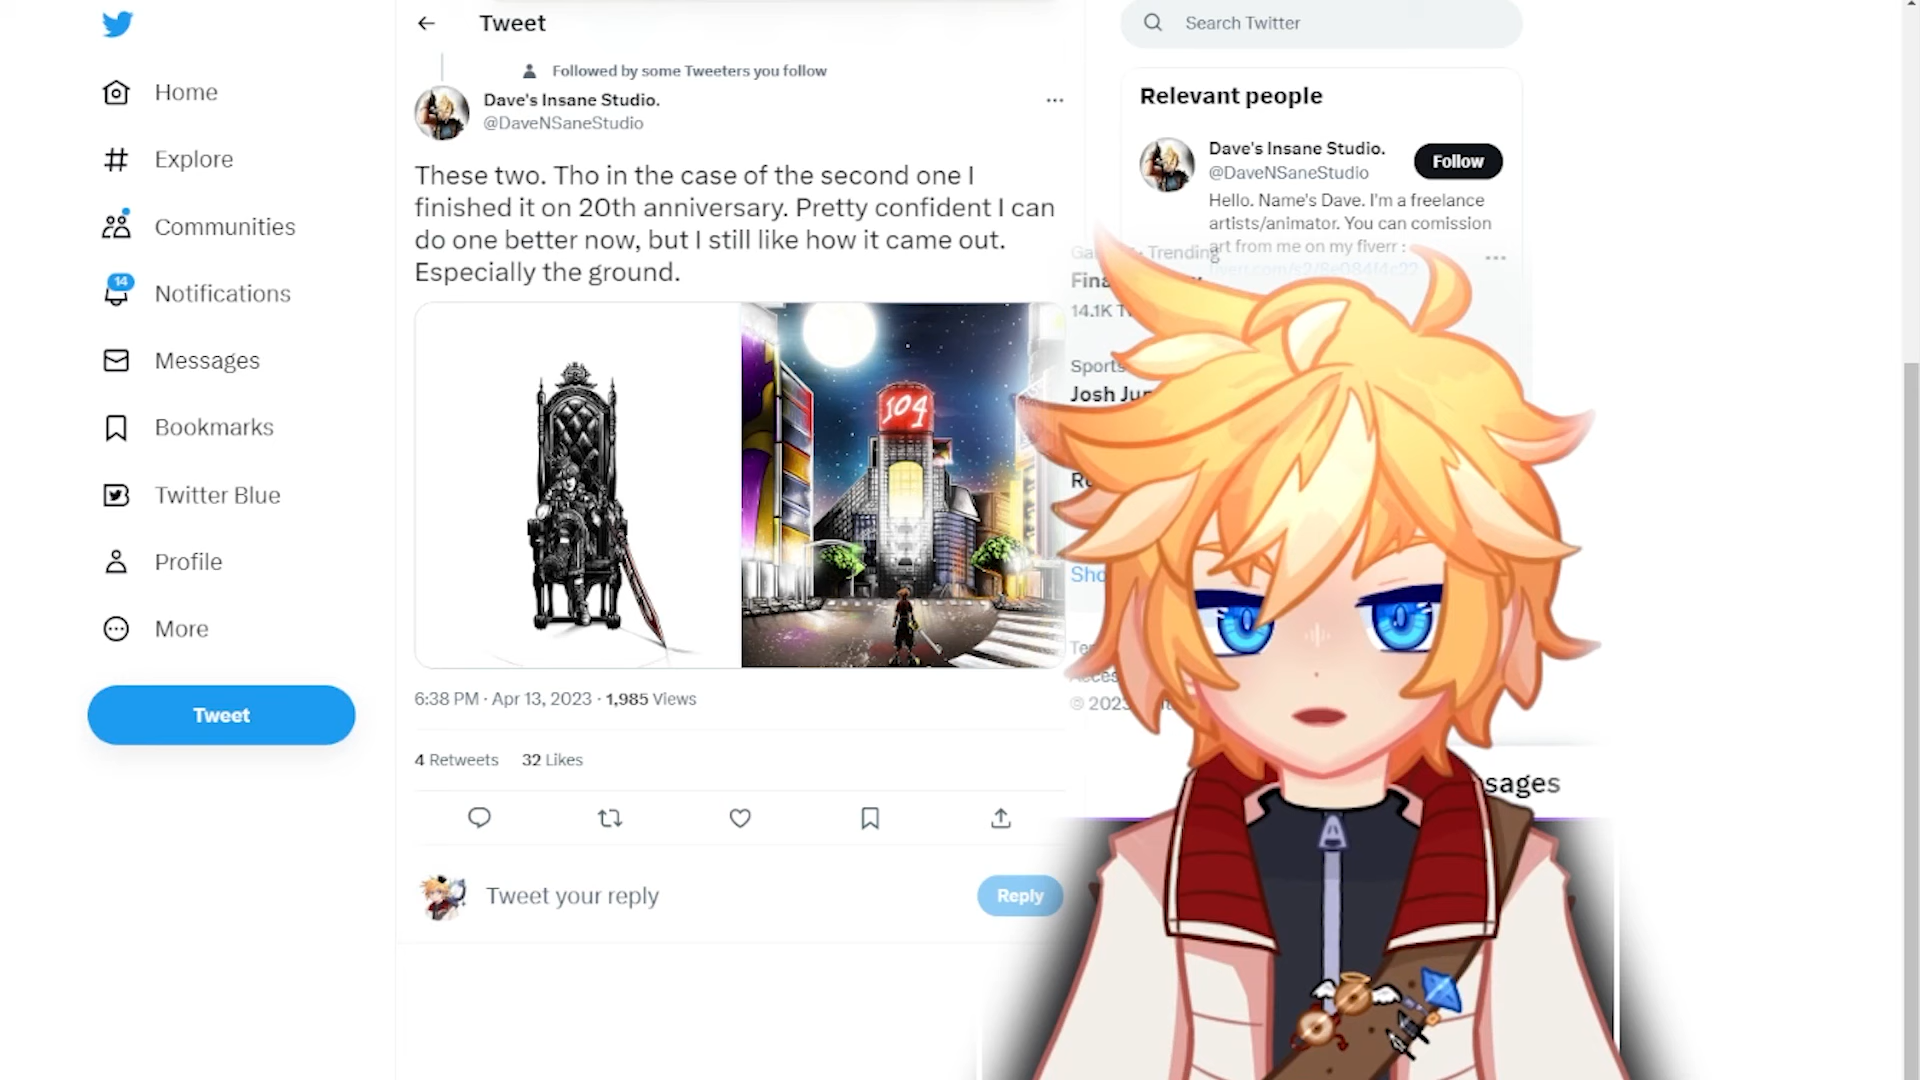 Home
Explore
Communities
14
Notifications
Messages
Bookmarks
Twitter Blue
Profile
More
Tweet
Tweet
Followed by some Tweeters you follow
Dave's Insane Studio.
@DaveNSaneStudio
These two. Tho in the case of the second one I
finished it on 20th anniversary. Pretty confident I can
do one better now, but I still like how it came out.
Especially the ground.
104
6:38 PM · Apr 13, 2023 · 1,985 Views
4 Retweets 32 Likes
Tweet your reply
Reply
Search Twitter
Relevant people
Dave's Insane Studio.
@DaveNSaneStudio
Follow
Hello. Name's Dave. I'm a freelance
artists/animator. You can comission
art from me on my fiverr :
Trending
14.1K
Sports
Josh
© 2023